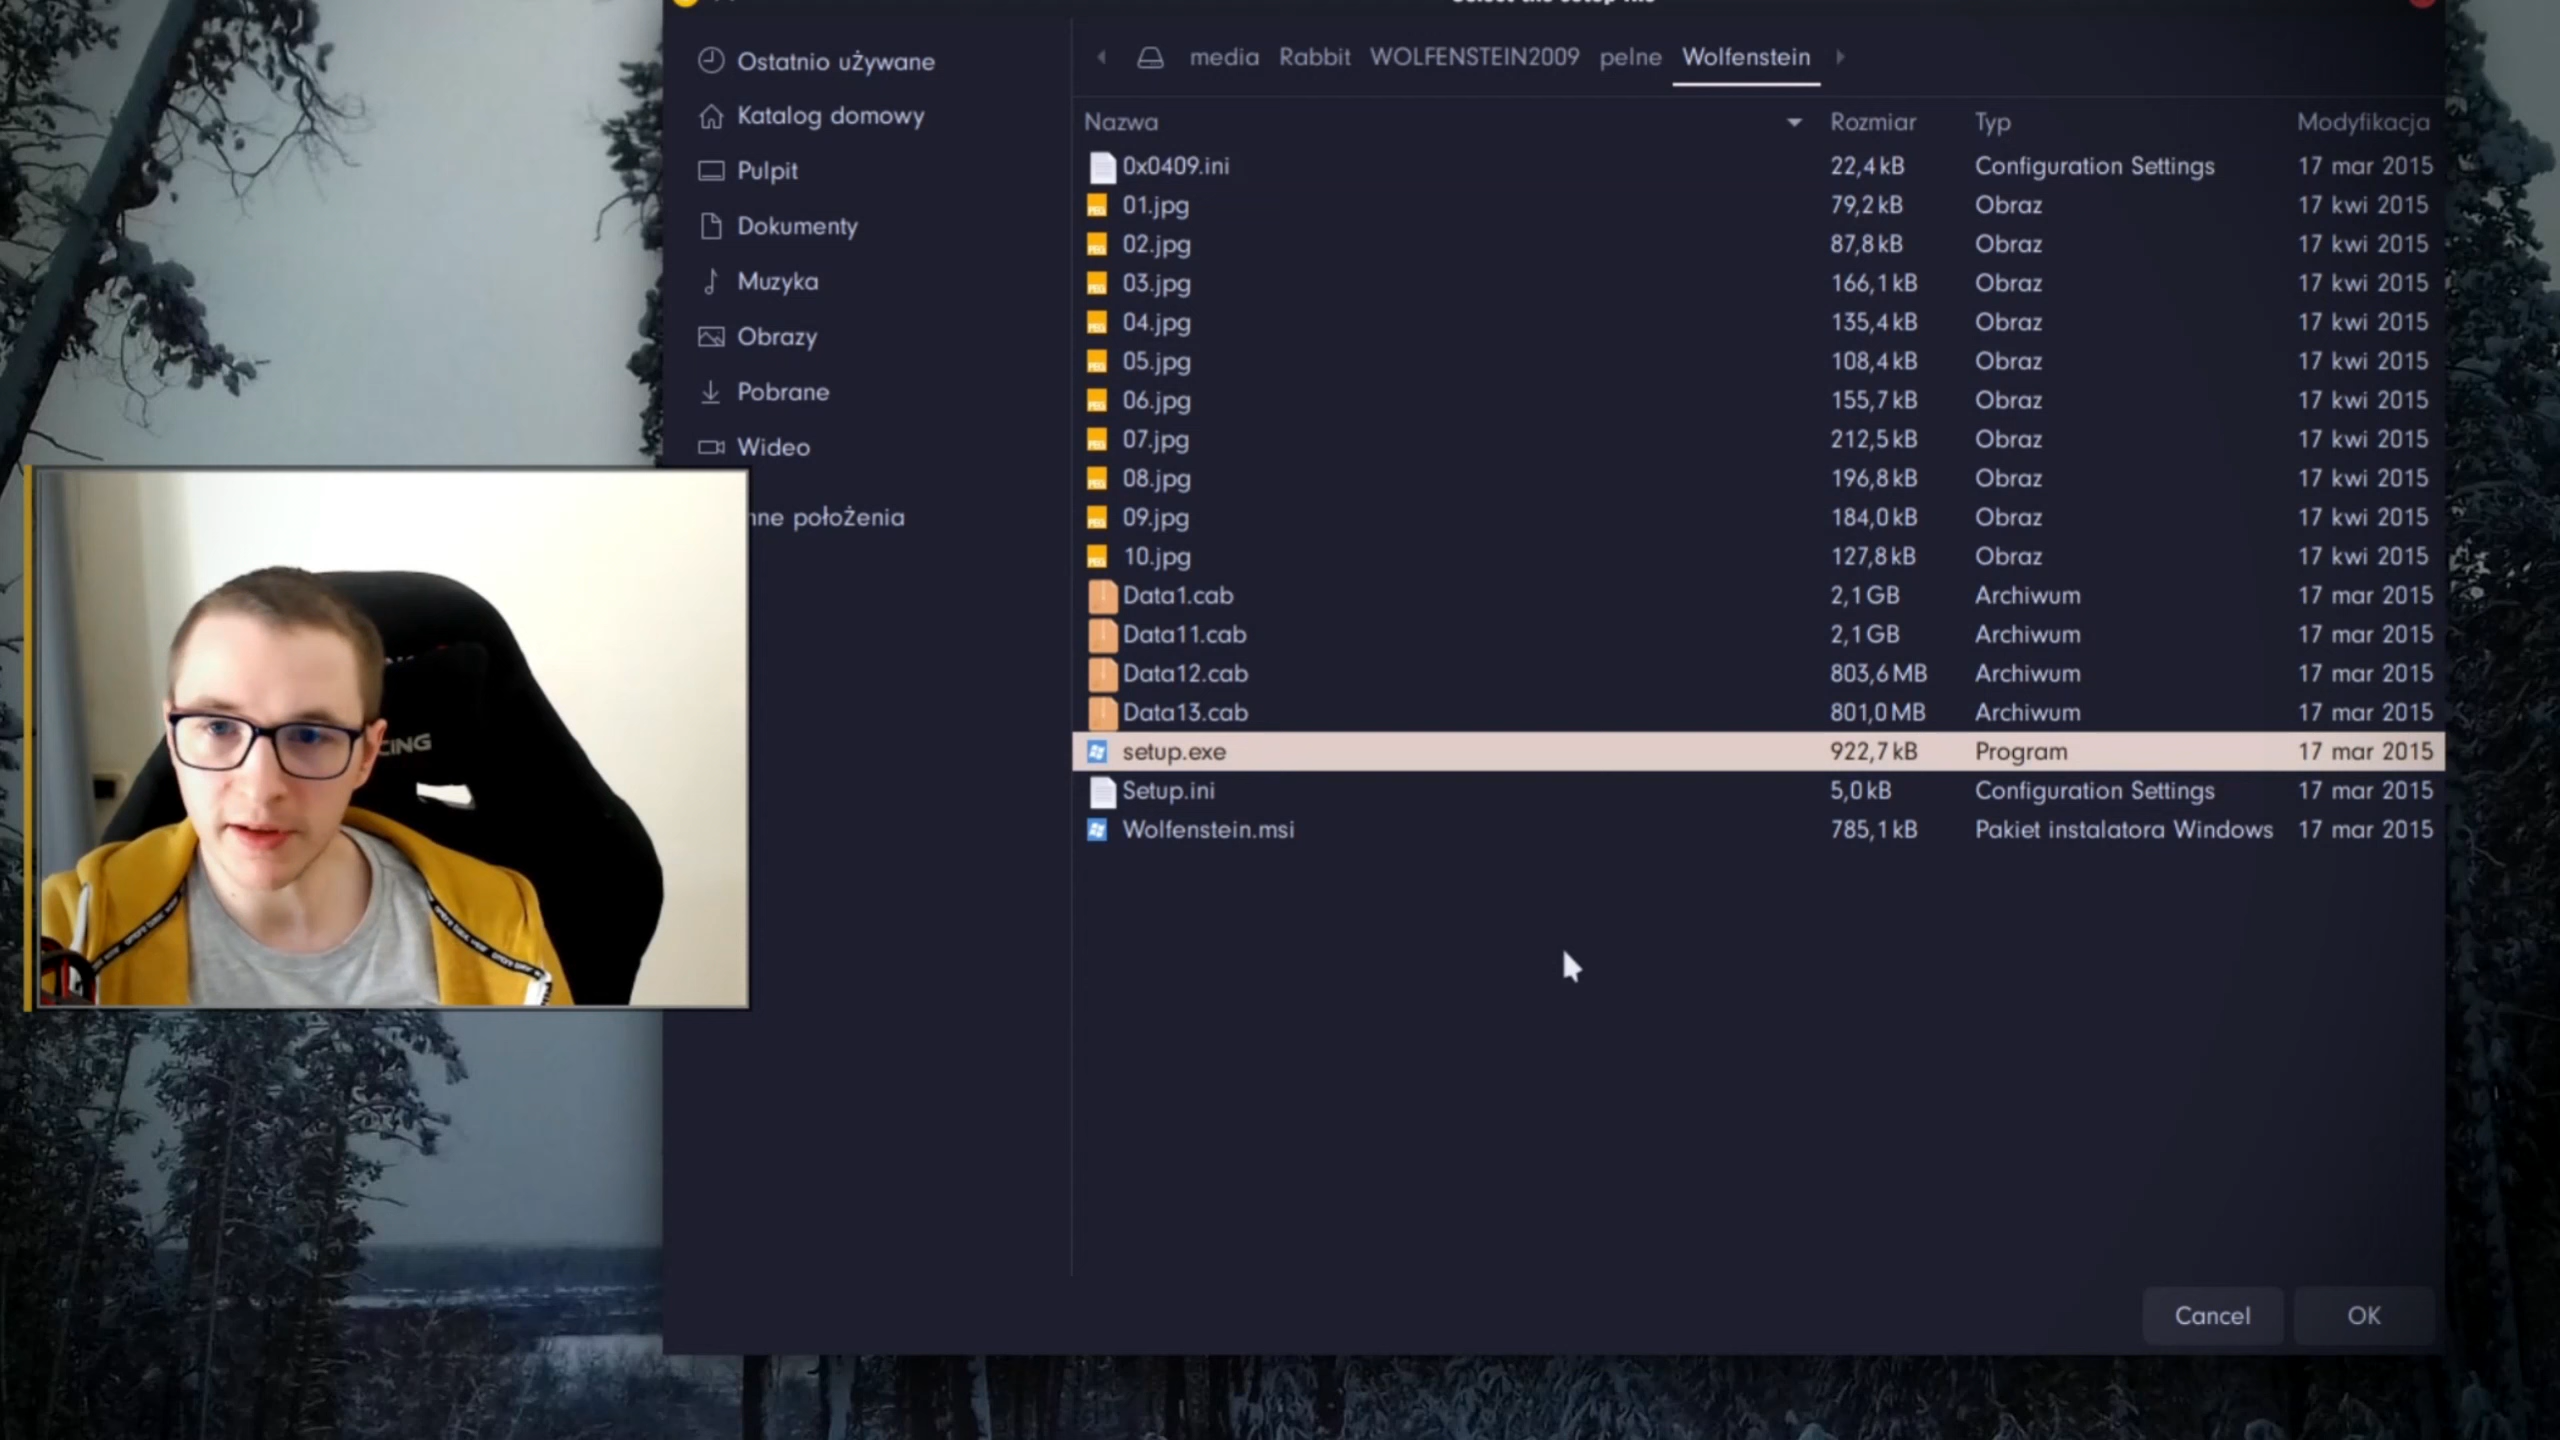 Ostatnio używane
Katalog domowy
Pulpit
Dokumenty
Muzyka
Obrazy
Pobrane
Wideo
nne położenia
media Rabbit WOLFENSTEIN2009 pelne Wolfenstein
Nazwa Rozmiar Typ Modyfikacja
0x0409.ini 22,4 kB Configuration Settings 17 mar 2015
01.jpg 79,2 kB Obraz 17 kwi 2015
02.jpg 87,8 kB Obraz 17 kwi 2015
03.jpg 166,1 kB Obraz 17 kwi 2015
04.jpg 135,4 kB Obraz 17 kwi 2015
05.jpg 108,4 kB Obraz 17 kwi 2015
06.jpg 155,7 kB Obraz 17 kwi 2015
07.jpg 212,5 kB Obraz 17 kwi 2015
08.jpg 196,8 kB Obraz 17 kwi 2015
09.jpg 184,0 kB Obraz 17 kwi 2015
10.jpg 127,8 kB Obraz 17 kwi 2015
Data1.cab 2,1 GB Archiwum 17 mar 2015
Data11.cab 2,1 GB Archiwum 17 mar 2015
Data12.cab 803,6 MB Archiwum 17 mar 2015
Data13.cab 801,0 MB Archiwum 17 mar 2015
setup.exe 922,7 kB Program 17 mar 2015
Setup.ini 5,0 kB Configuration Settings 17 mar 2015
Wolfenstein.msi 785,1 kB Pakiet instalatora Windows 17 mar 2015
CING
Cancel OK